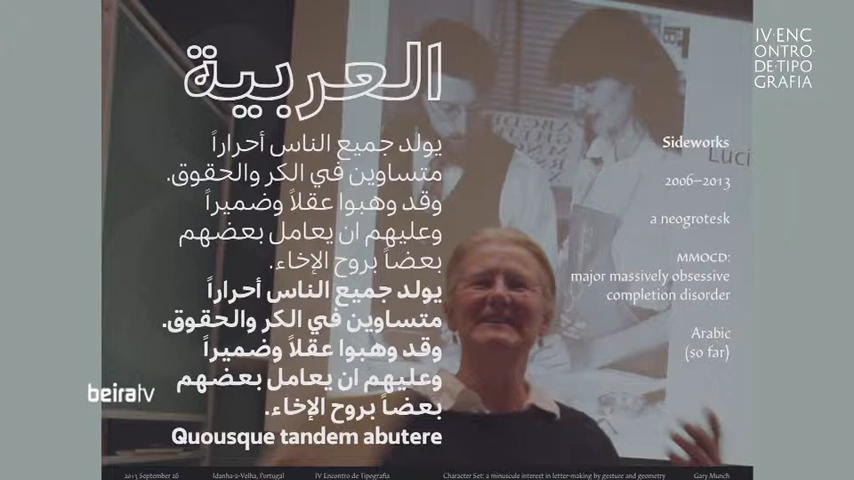 IV·ENC
ONTRO·
DE·TIPO
GRAFIA
العربية
يولد جميع الناس أحراراً
متساوين في الكر والحقوق.
وقد وهبوا عقلاً وضميراً
وعليهم ان يعامل بعضهم
بعضاً بروح الإخاء.
يولد جميع الناس أحراراً
متساوين في الكر والحقوق.
وقد وهبوا عقلاً وضميراً
وعليهم ان يعامل بعضهم
بعضاً بروح الإخاء.
Quousque tandem abutere
Luci
Sideworks
2006–2013
a neogrotesk
MMOCD:
major massively obsessive
completion disorder
Arabic
(so far)
beiratv
2013 September 26 Idanha-a-Velha, Portugal IV Encontro de Tipografia Character Set: a minuscule interest in letter-making by gesture and geometry Gary Munch